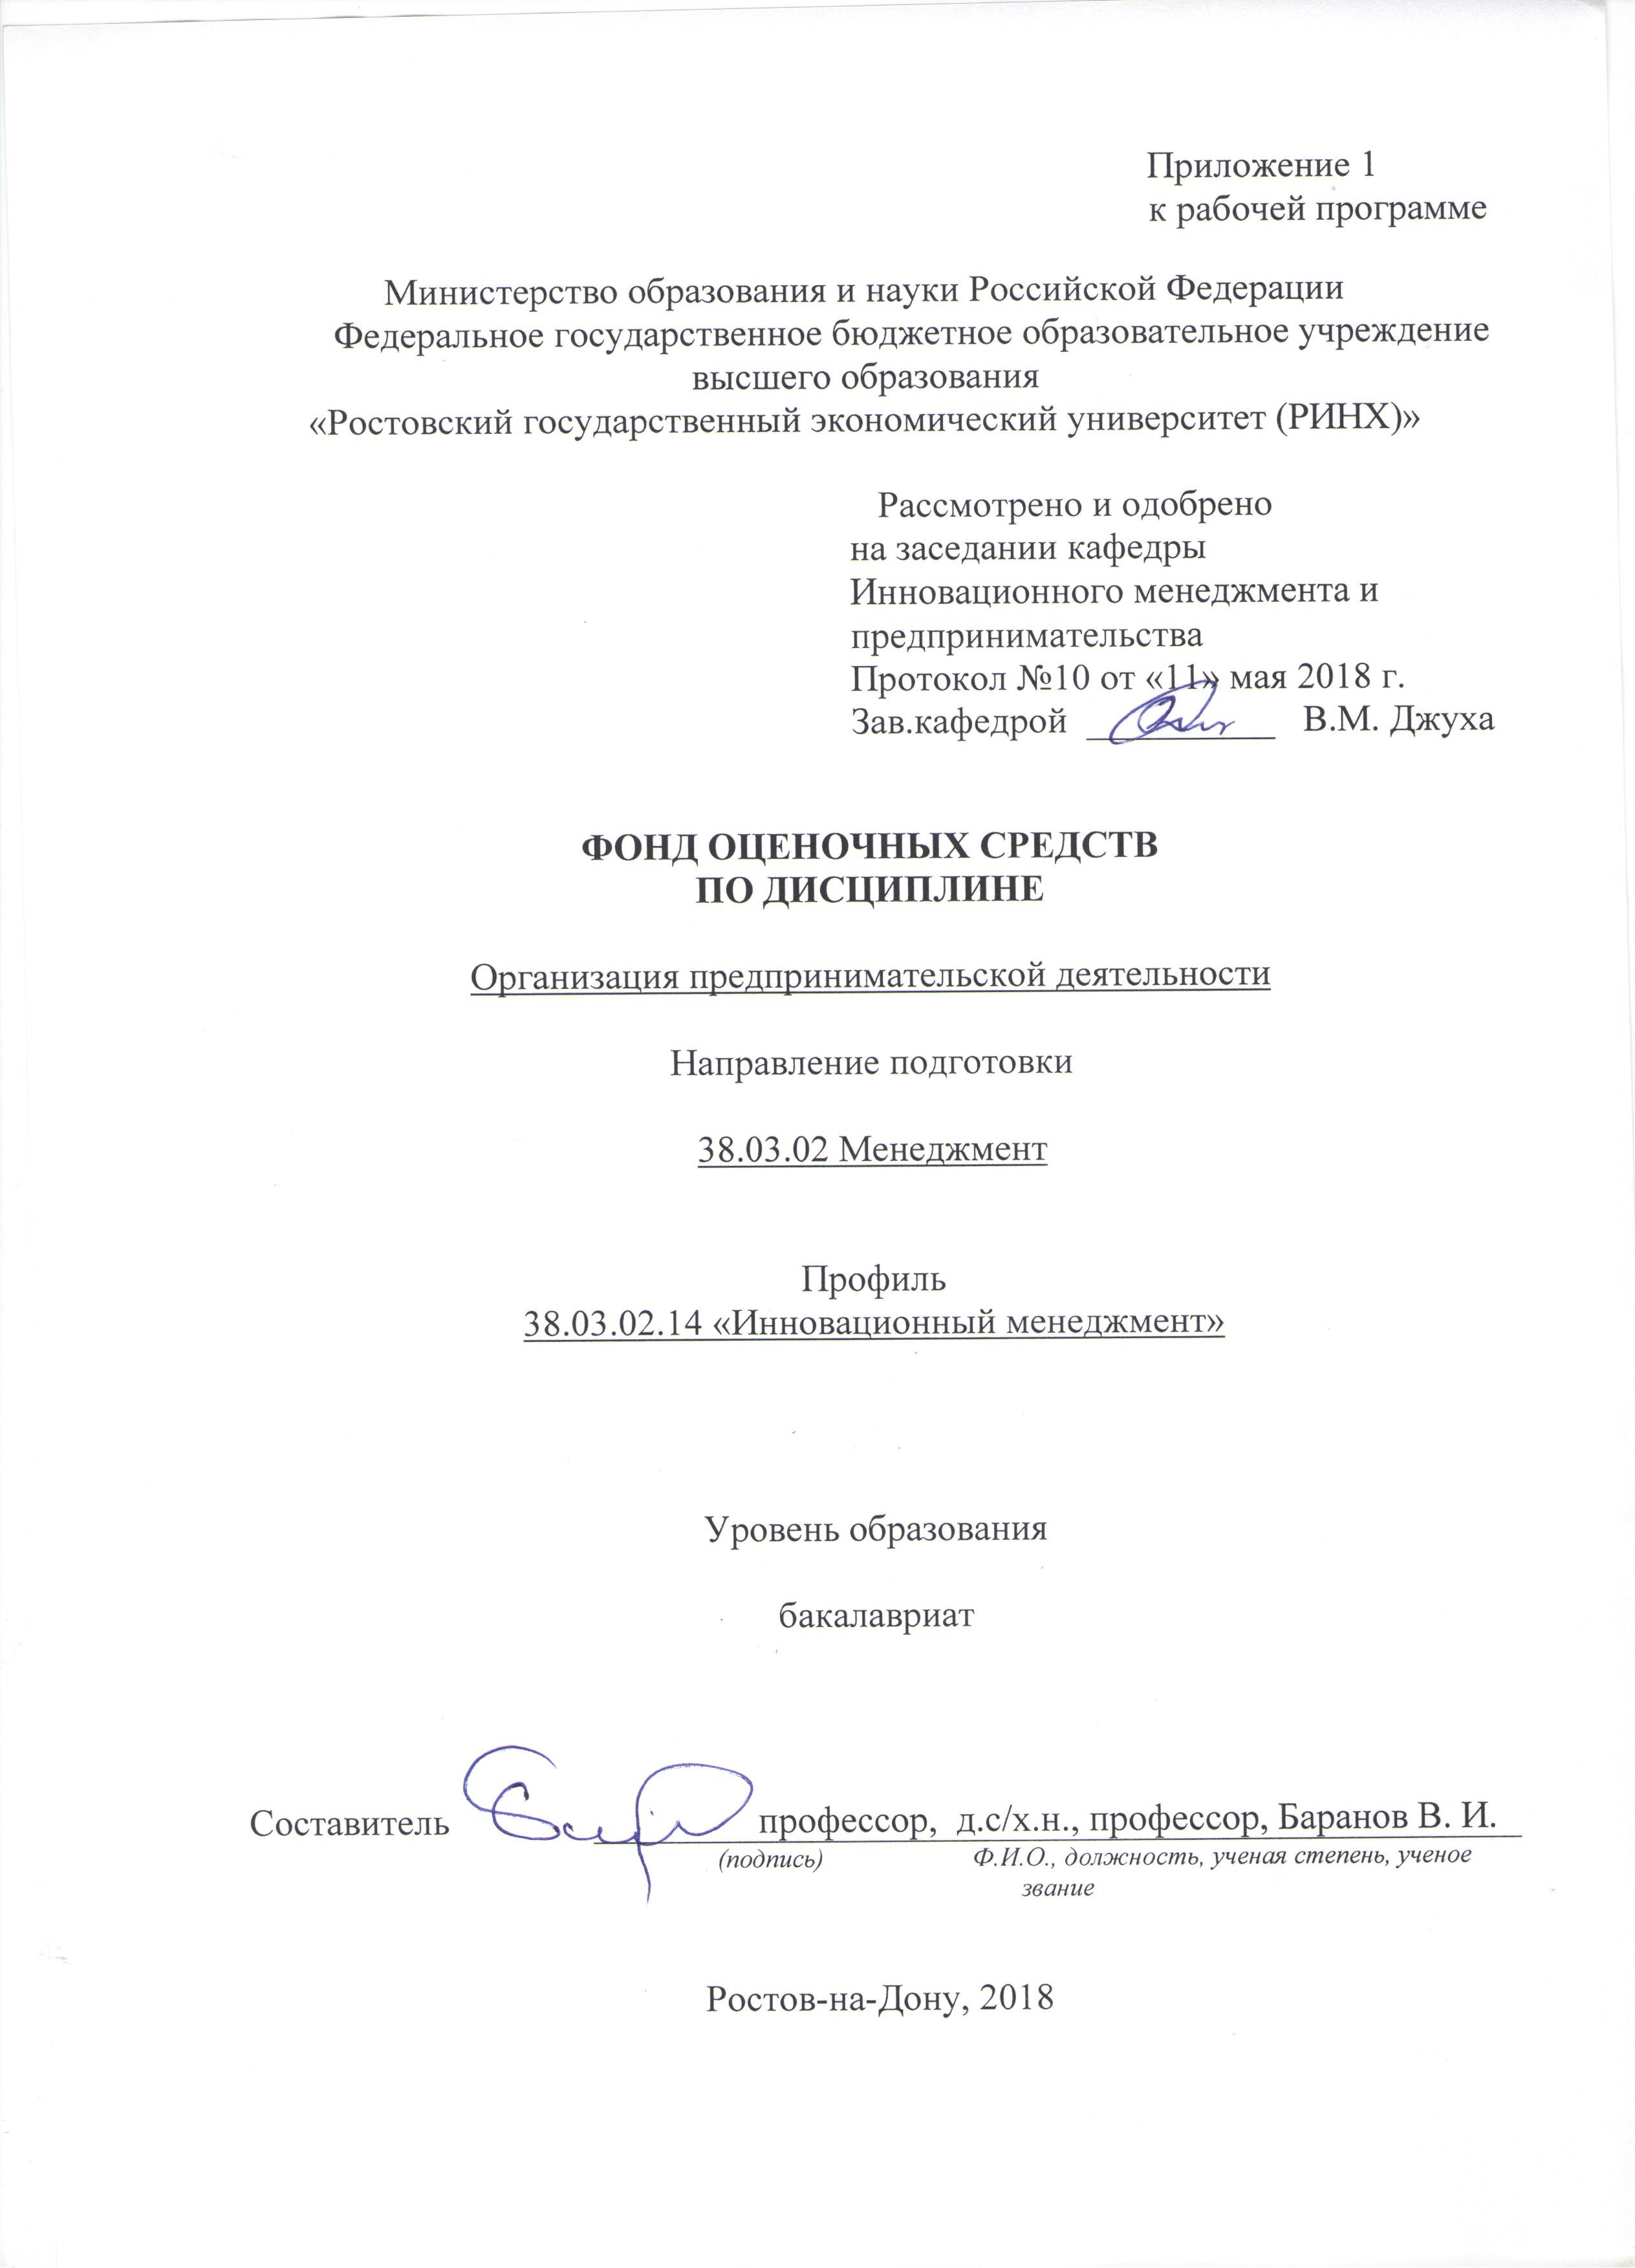 Приложение 1
к рабочей программе
Министерство образования и науки Российской Федерации
Федеральное государственное бюджетное образовательное учреждение
высшего образования
«Ростовский государственный экономический университет (РИНХ)»
Рассмотрено и одобрено
на заседании кафедры
Инновационного менеджмента и
предпринимательства
Протокол №10 от «11» мая 2018 г.
Зав.кафедрой В.М. Джуха
ФОНД ОЦЕНОЧНЫХ СРЕДСТВ
ПО ДИСЦИПЛИНЕ
Организация предпринимательской деятельности
Направление подготовки
38.03.02 Менеджмент
Профиль
38.03.02.14 «Инновационный менеджмент»
Уровень образования
бакалавриат
Составитель профессор, д.с/х.н., профессор, Баранов В. И.
(подпись) Ф.И.О., должность, ученая степень, ученое
звание
Ростов-на-Дону, 2018